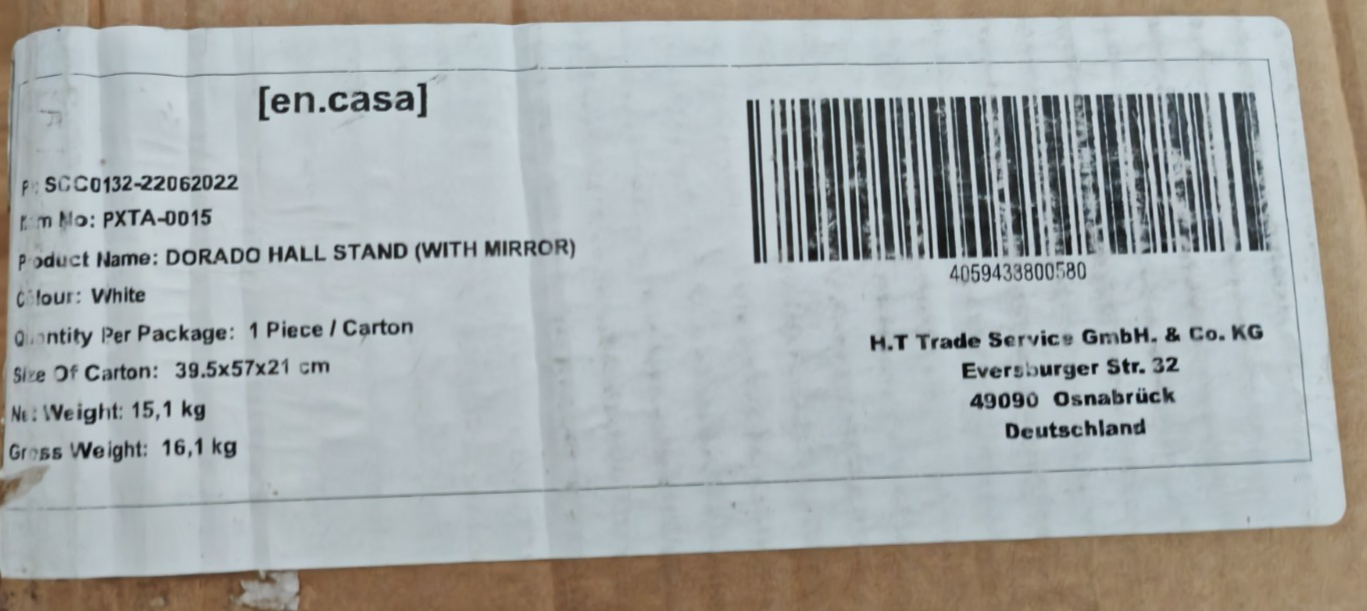 [en.casa]
SCC0132-22062022
Item No: PXTA-0015
Product Name: DORADO HALL STAND (WITH MIRROR)
Colour: White
Quantity Per Package: 1 Piece / Carton
Size Of Carton: 39.5x57x21 cm
Net Weight: 15,1 kg
Gross Weight: 16,1 kg
4059433800580
H.T Trade Service GmbH. & Co. KG
Eversburger Str. 32
49090 Osnabrück
Deutschland